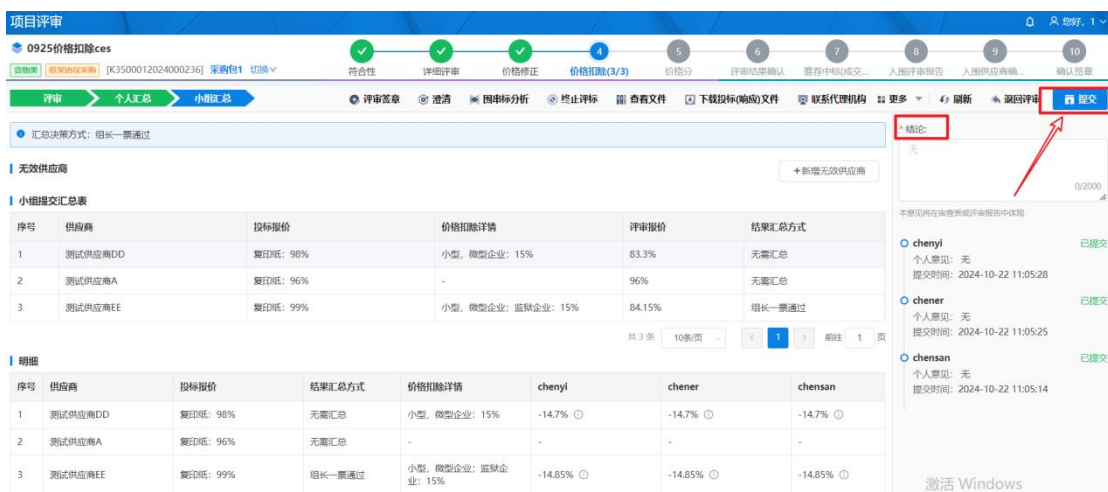 项目评审
您好，1
0925价格扣除ces
货物类 框架协议采购 [K3500012024000236] 采购包1 切换
符合性
详细评审
价格修正
4 价格扣除(3/3)
5 价格分
6 评审结果确认
7 推荐中标(成交...
8 入围评审报告
9 入围供应商确...
10 确认签章
评审 个人汇总 小组汇总
评审签章 澄清 围串标分析 终止评标 查看文件 下载投标(响应)文件 联系代理机构 更多 刷新 退回评审 提交
汇总决策方式：组长一票通过
无效供应商
+新增无效供应商
小组提交汇总表
序号 供应商 投标报价 价格扣除详情 评审报价 结果汇总方式
1 测试供应商DD 复印纸：98% 小型，微型企业：15% 83.3% 无需汇总
2 测试供应商A 复印纸：96% - 96% 无需汇总
3 测试供应商EE 复印纸：99% 小型，微型企业；监狱企业：15% 84.15% 组长一票通过
共 3 条 10条/页 1 前往 1 页
明细
序号 供应商 投标报价 结果汇总方式 价格扣除详情 chenyi chener chensan
1 测试供应商DD 复印纸：98% 无需汇总 小型，微型企业：15% -14.7% -14.7% -14.7%
2 测试供应商A 复印纸：96% 无需汇总 - - - -
3 测试供应商EE 复印纸：99% 组长一票通过 小型，微型企业；监狱企业：15% -14.85% -14.85% -14.85%
* 结论:
无
0/2000
本意见将在审查表或评审报告中体现
chenyi 已提交
个人意见：无
提交时间：2024-10-22 11:05:28
chener 已提交
个人意见：无
提交时间：2024-10-22 11:05:25
chensan 已提交
个人意见：无
提交时间：2024-10-22 11:05:14
激活 Windows